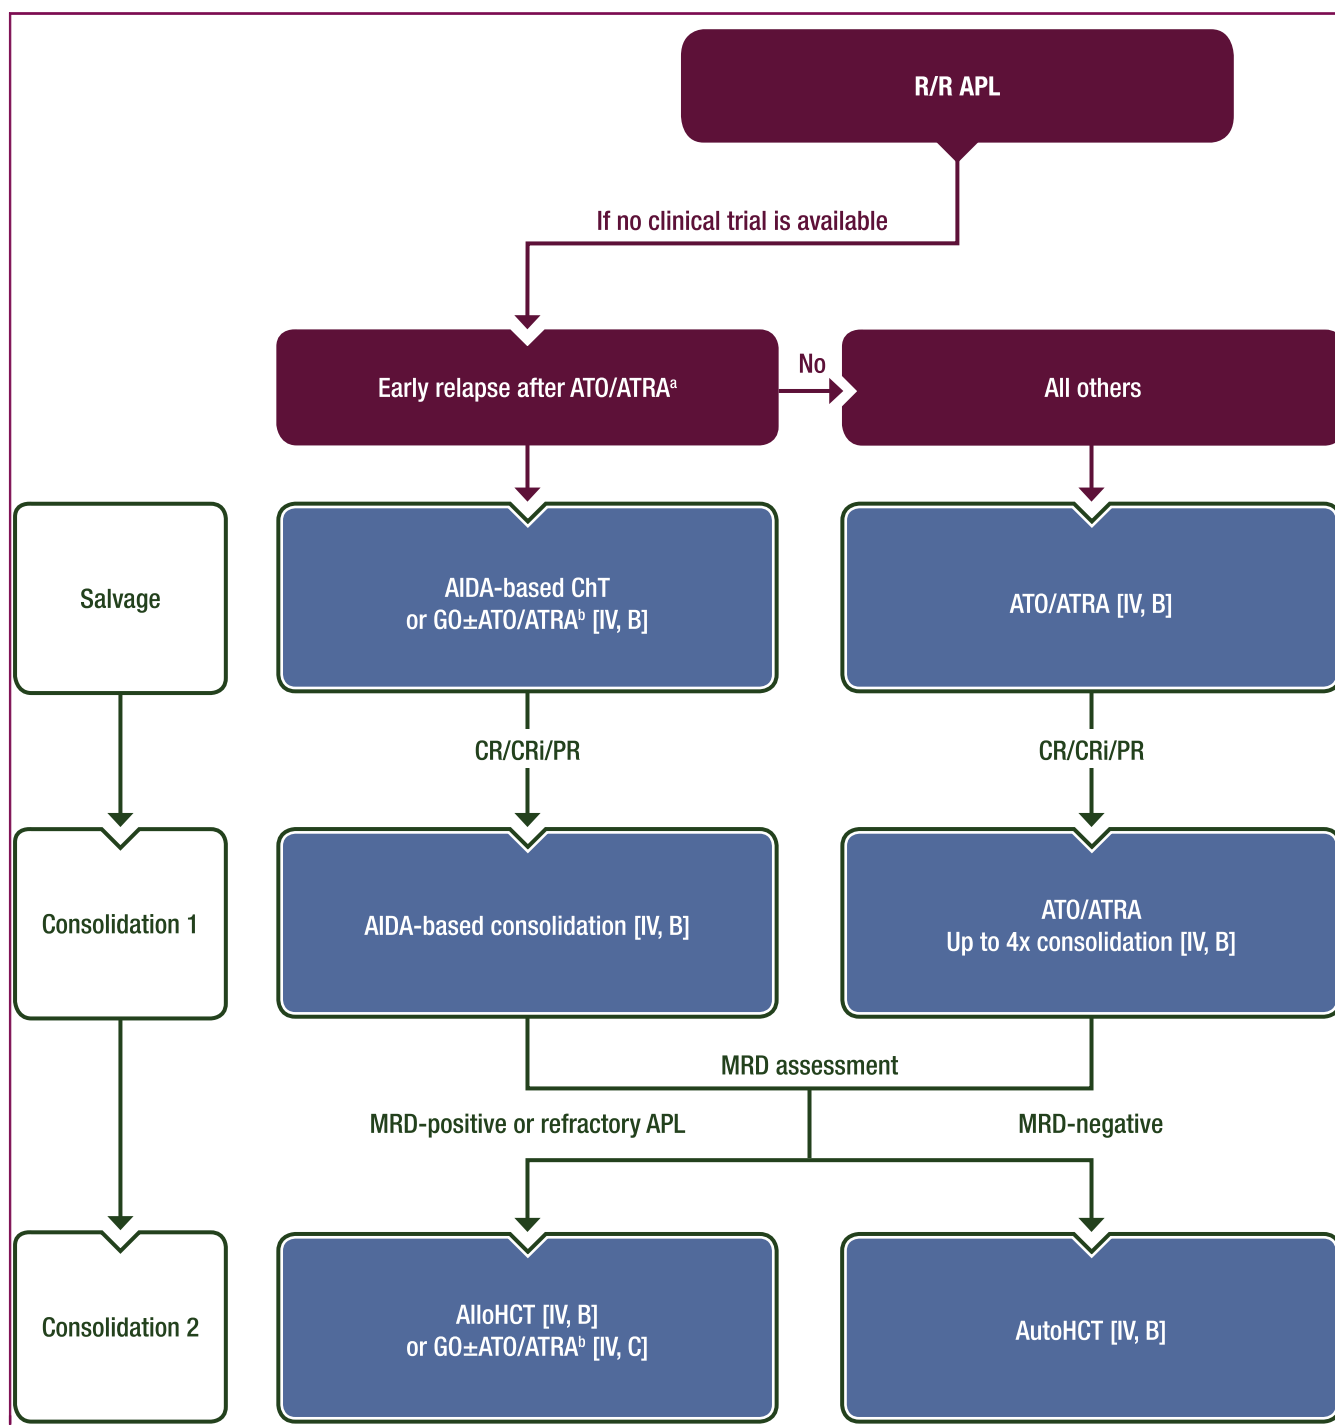 R/R APL
If no clinical trial is available
Early relapse after ATO/ATRAᵃ
No
All others
Salvage
AIDA-based ChT
or GO±ATO/ATRAᵇ [IV, B]
ATO/ATRA [IV, B]
CR/CRi/PR
CR/CRi/PR
Consolidation 1
AIDA-based consolidation [IV, B]
ATO/ATRA
Up to 4x consolidation [IV, B]
MRD assessment
MRD-positive or refractory APL
MRD-negative
Consolidation 2
AlloHCT [IV, B]
or GO±ATO/ATRAᵇ [IV, C]
AutoHCT [IV, B]